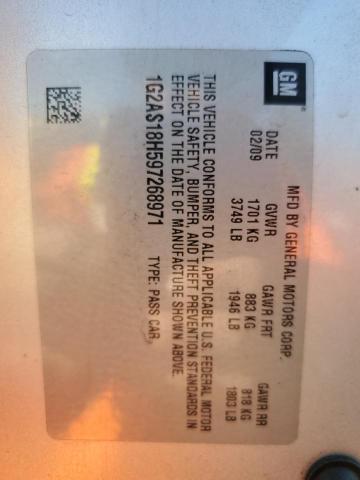 GM
MFD BY GENERAL MOTORS CORP.
DATE GVWR GAWR FRT GAWR RR
02/09 1701 KG 883 KG 818 KG
3749 LB 1946 LB 1803 LB
THIS VEHICLE CONFORMS TO ALL APPLICABLE U.S. FEDERAL MOTOR
VEHICLE SAFETY, BUMPER, AND THEFT PREVENTION STANDARDS IN
EFFECT ON THE DATE OF MANUFACTURE SHOWN ABOVE.
1G2AS18H597268971 TYPE: PASS CAR